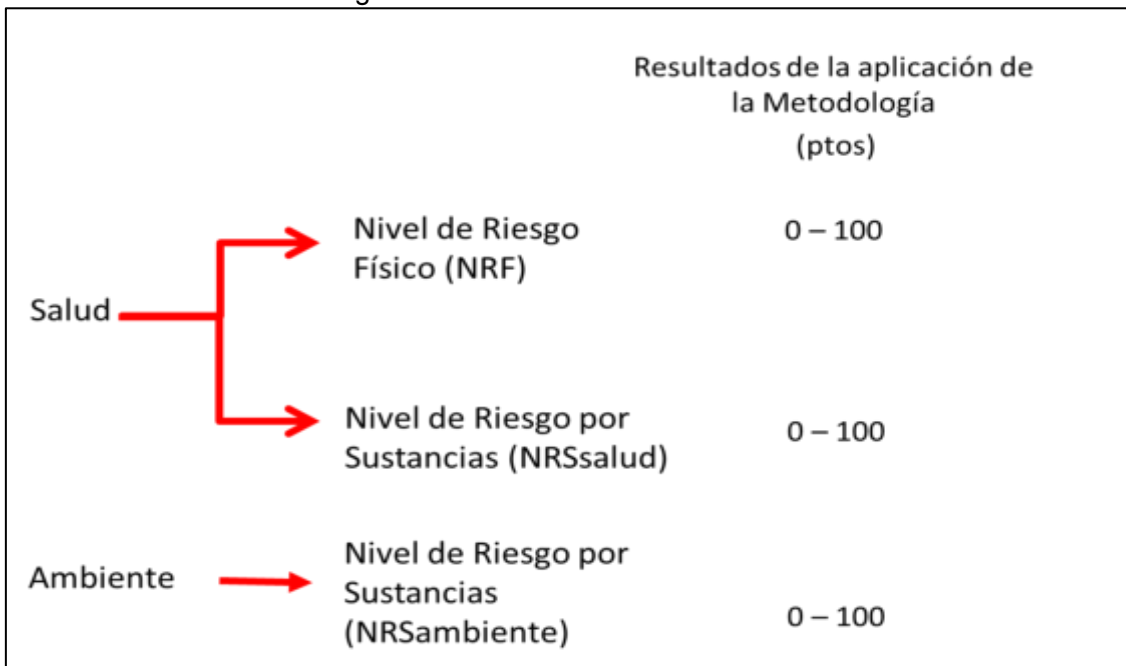 Resultados de la aplicación de
la Metodología
(ptos)
Nivel de Riesgo
Físico (NRF)
0 – 100
Salud
Nivel de Riesgo por
Sustancias (NRSsalud)
0 – 100
Ambiente
Nivel de Riesgo por
Sustancias
(NRSambiente)
0 – 100